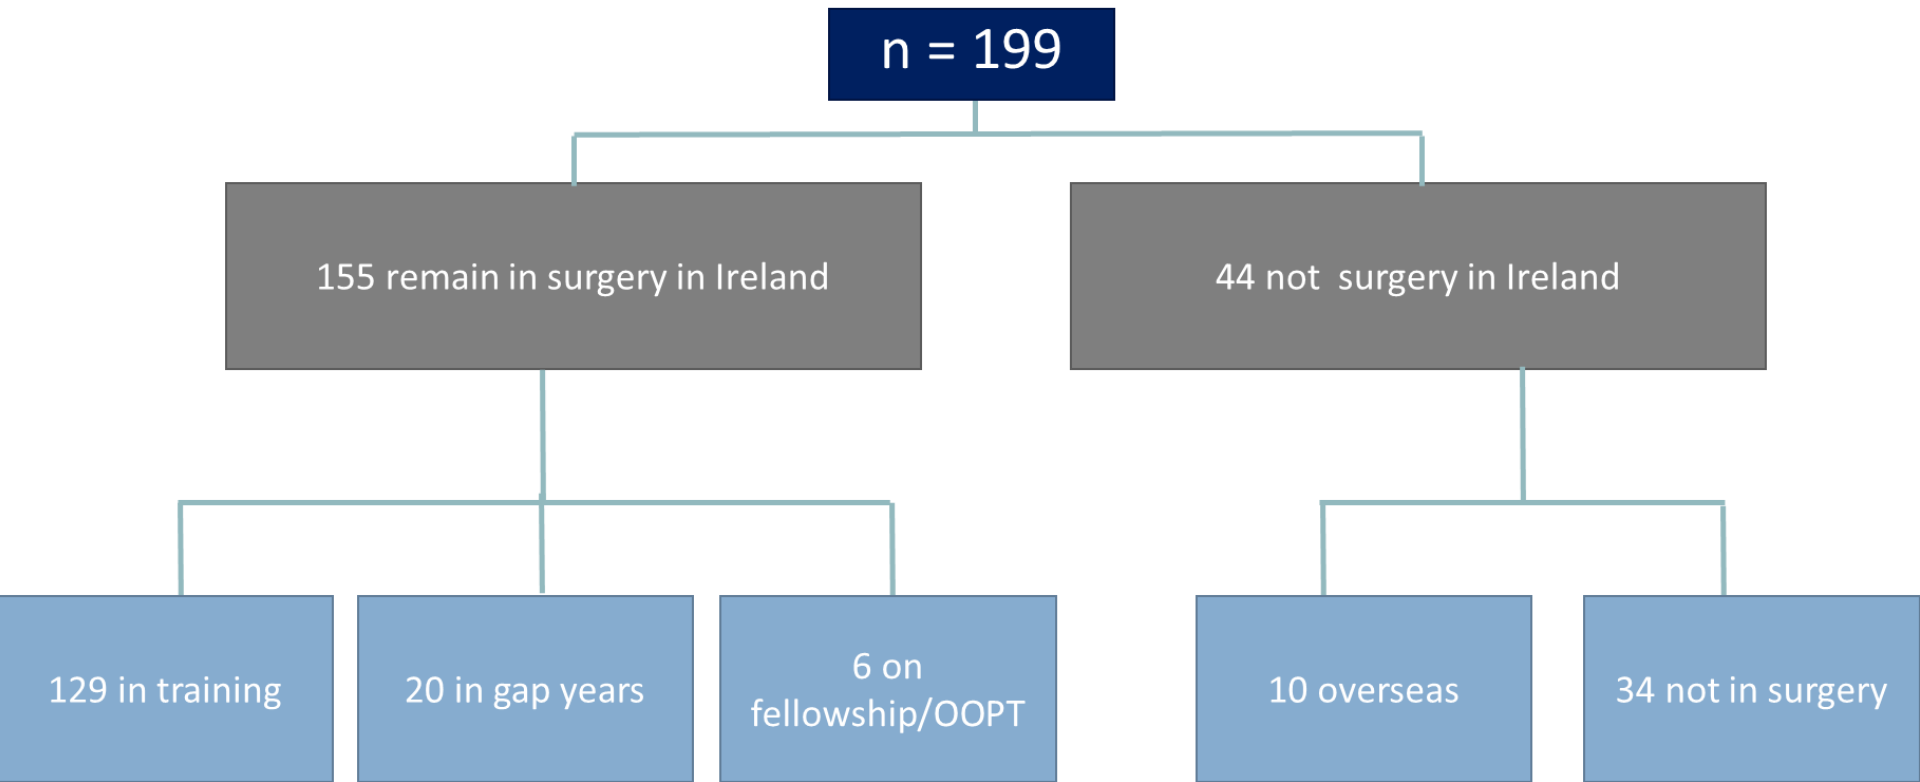 n = 199
155 remain in surgery in Ireland
44 not  surgery in Ireland
129 in training
20 in gap years
6 on
fellowship/OOPT
10 overseas
34 not in surgery